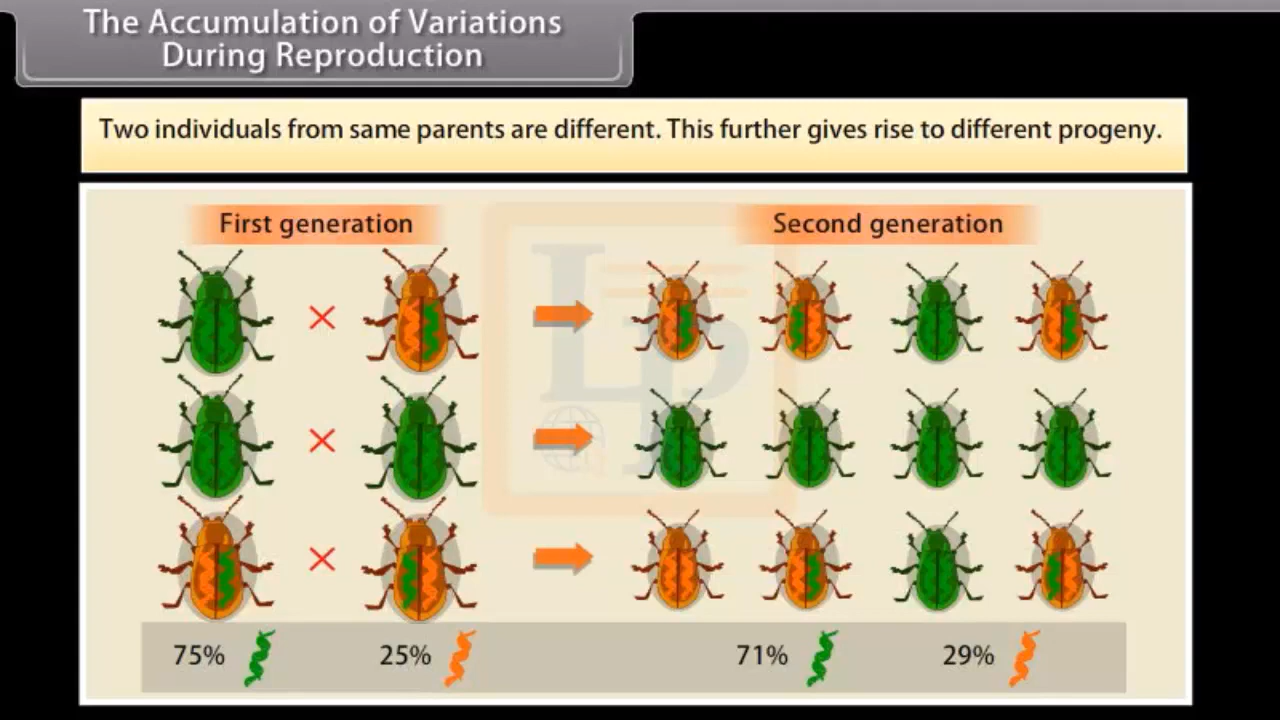 The Accumulation of Variations
During Reproduction
Two individuals from same parents are different. This further gives rise to different progeny.
First generation
Second generation
LP
75%
25%
71%
29%